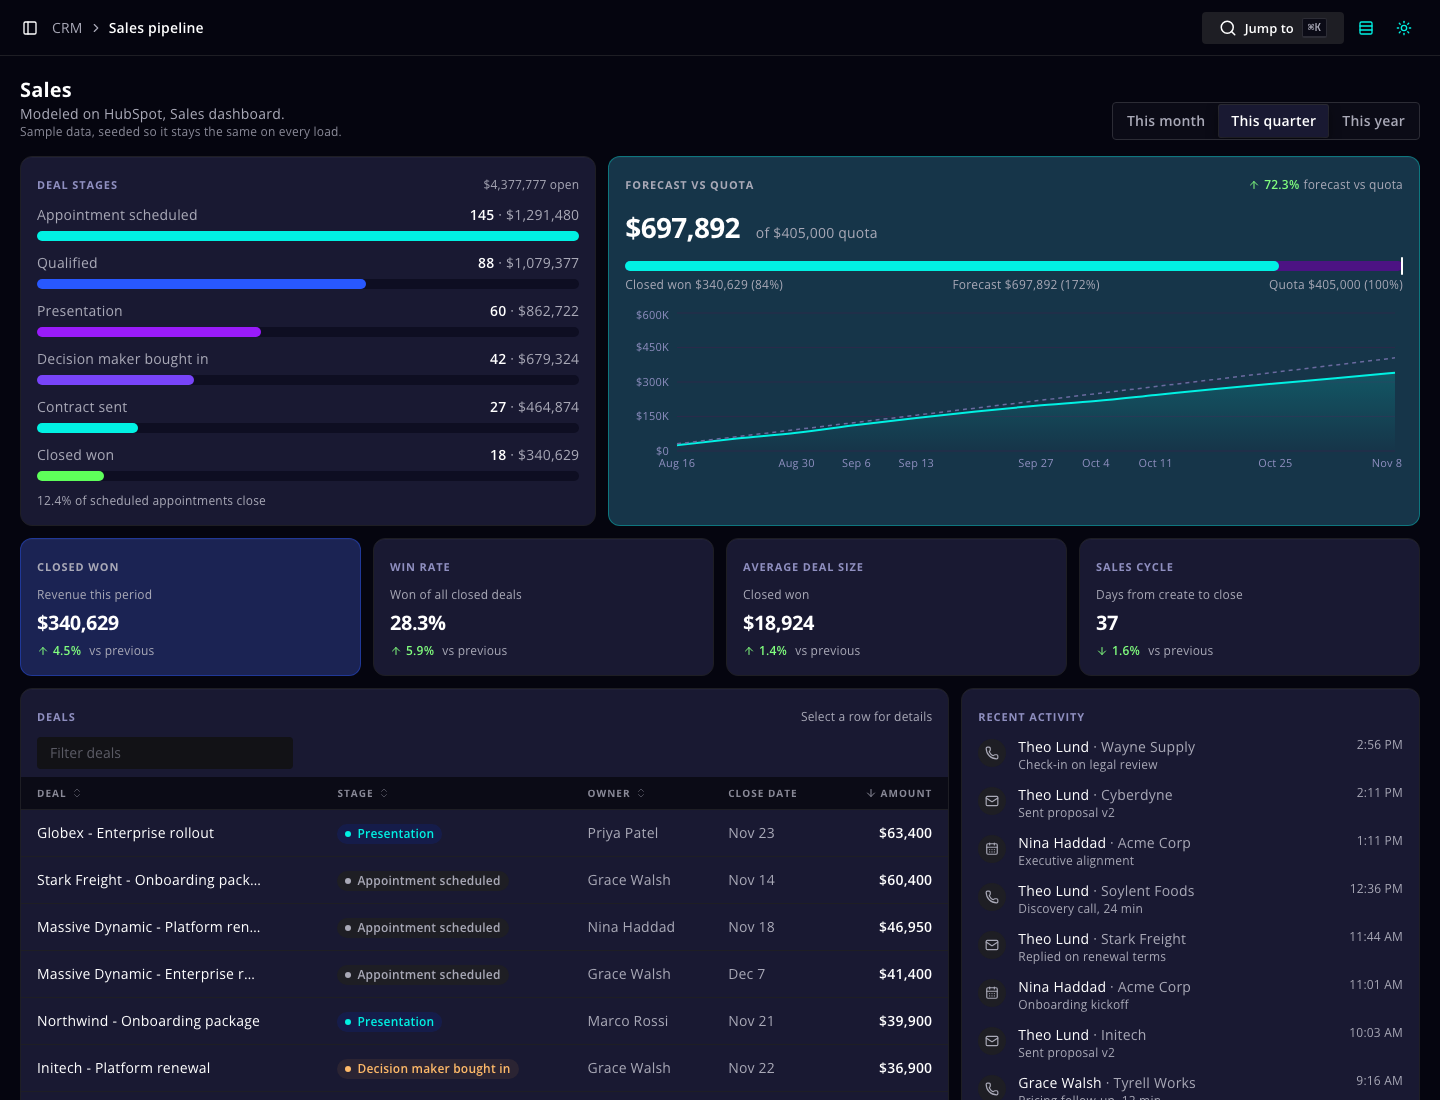 CRM > Sales pipeline
Jump to ⌘K
Sales
Modeled on HubSpot, Sales dashboard.
Sample data, seeded so it stays the same on every load.
This month This quarter This year
DEAL STAGES $4,377,777 open
Appointment scheduled 145 · $1,291,480
Qualified 88 · $1,079,377
Presentation 60 · $862,722
Decision maker bought in 42 · $679,324
Contract sent 27 · $464,874
Closed won 18 · $340,629
12.4% of scheduled appointments close
FORECAST VS QUOTA ↑ 72.3% forecast vs quota
$697,892 of $405,000 quota
Closed won $340,629 (84%) Forecast $697,892 (172%) Quota $405,000 (100%)
$600K
$450K
$300K
$150K
$0
Aug 16 Aug 30 Sep 6 Sep 13 Sep 27 Oct 4 Oct 11 Oct 25 Nov 8
CLOSED WON
Revenue this period
$340,629
↑ 4.5% vs previous
WIN RATE
Won of all closed deals
28.3%
↑ 5.9% vs previous
AVERAGE DEAL SIZE
Closed won
$18,924
↑ 1.4% vs previous
SALES CYCLE
Days from create to close
37
↓ 1.6% vs previous
DEALS Select a row for details
Filter deals
DEAL STAGE OWNER CLOSE DATE ↓ AMOUNT
Globex - Enterprise rollout Presentation Priya Patel Nov 23 $63,400
Stark Freight - Onboarding pack... Appointment scheduled Grace Walsh Nov 14 $60,400
Massive Dynamic - Platform ren... Appointment scheduled Nina Haddad Nov 18 $46,950
Massive Dynamic - Enterprise r... Appointment scheduled Grace Walsh Dec 7 $41,400
Northwind - Onboarding package Presentation Marco Rossi Nov 21 $39,900
Initech - Platform renewal Decision maker bought in Grace Walsh Nov 22 $36,900
RECENT ACTIVITY
Theo Lund · Wayne Supply 2:56 PM
Check-in on legal review
Theo Lund · Cyberdyne 2:11 PM
Sent proposal v2
Nina Haddad · Acme Corp 1:11 PM
Executive alignment
Theo Lund · Soylent Foods 12:36 PM
Discovery call, 24 min
Theo Lund · Stark Freight 11:44 AM
Replied on renewal terms
Nina Haddad · Acme Corp 11:01 AM
Onboarding kickoff
Theo Lund · Initech 10:03 AM
Sent proposal v2
Grace Walsh · Tyrell Works 9:16 AM
Pricing follow up, 12 min